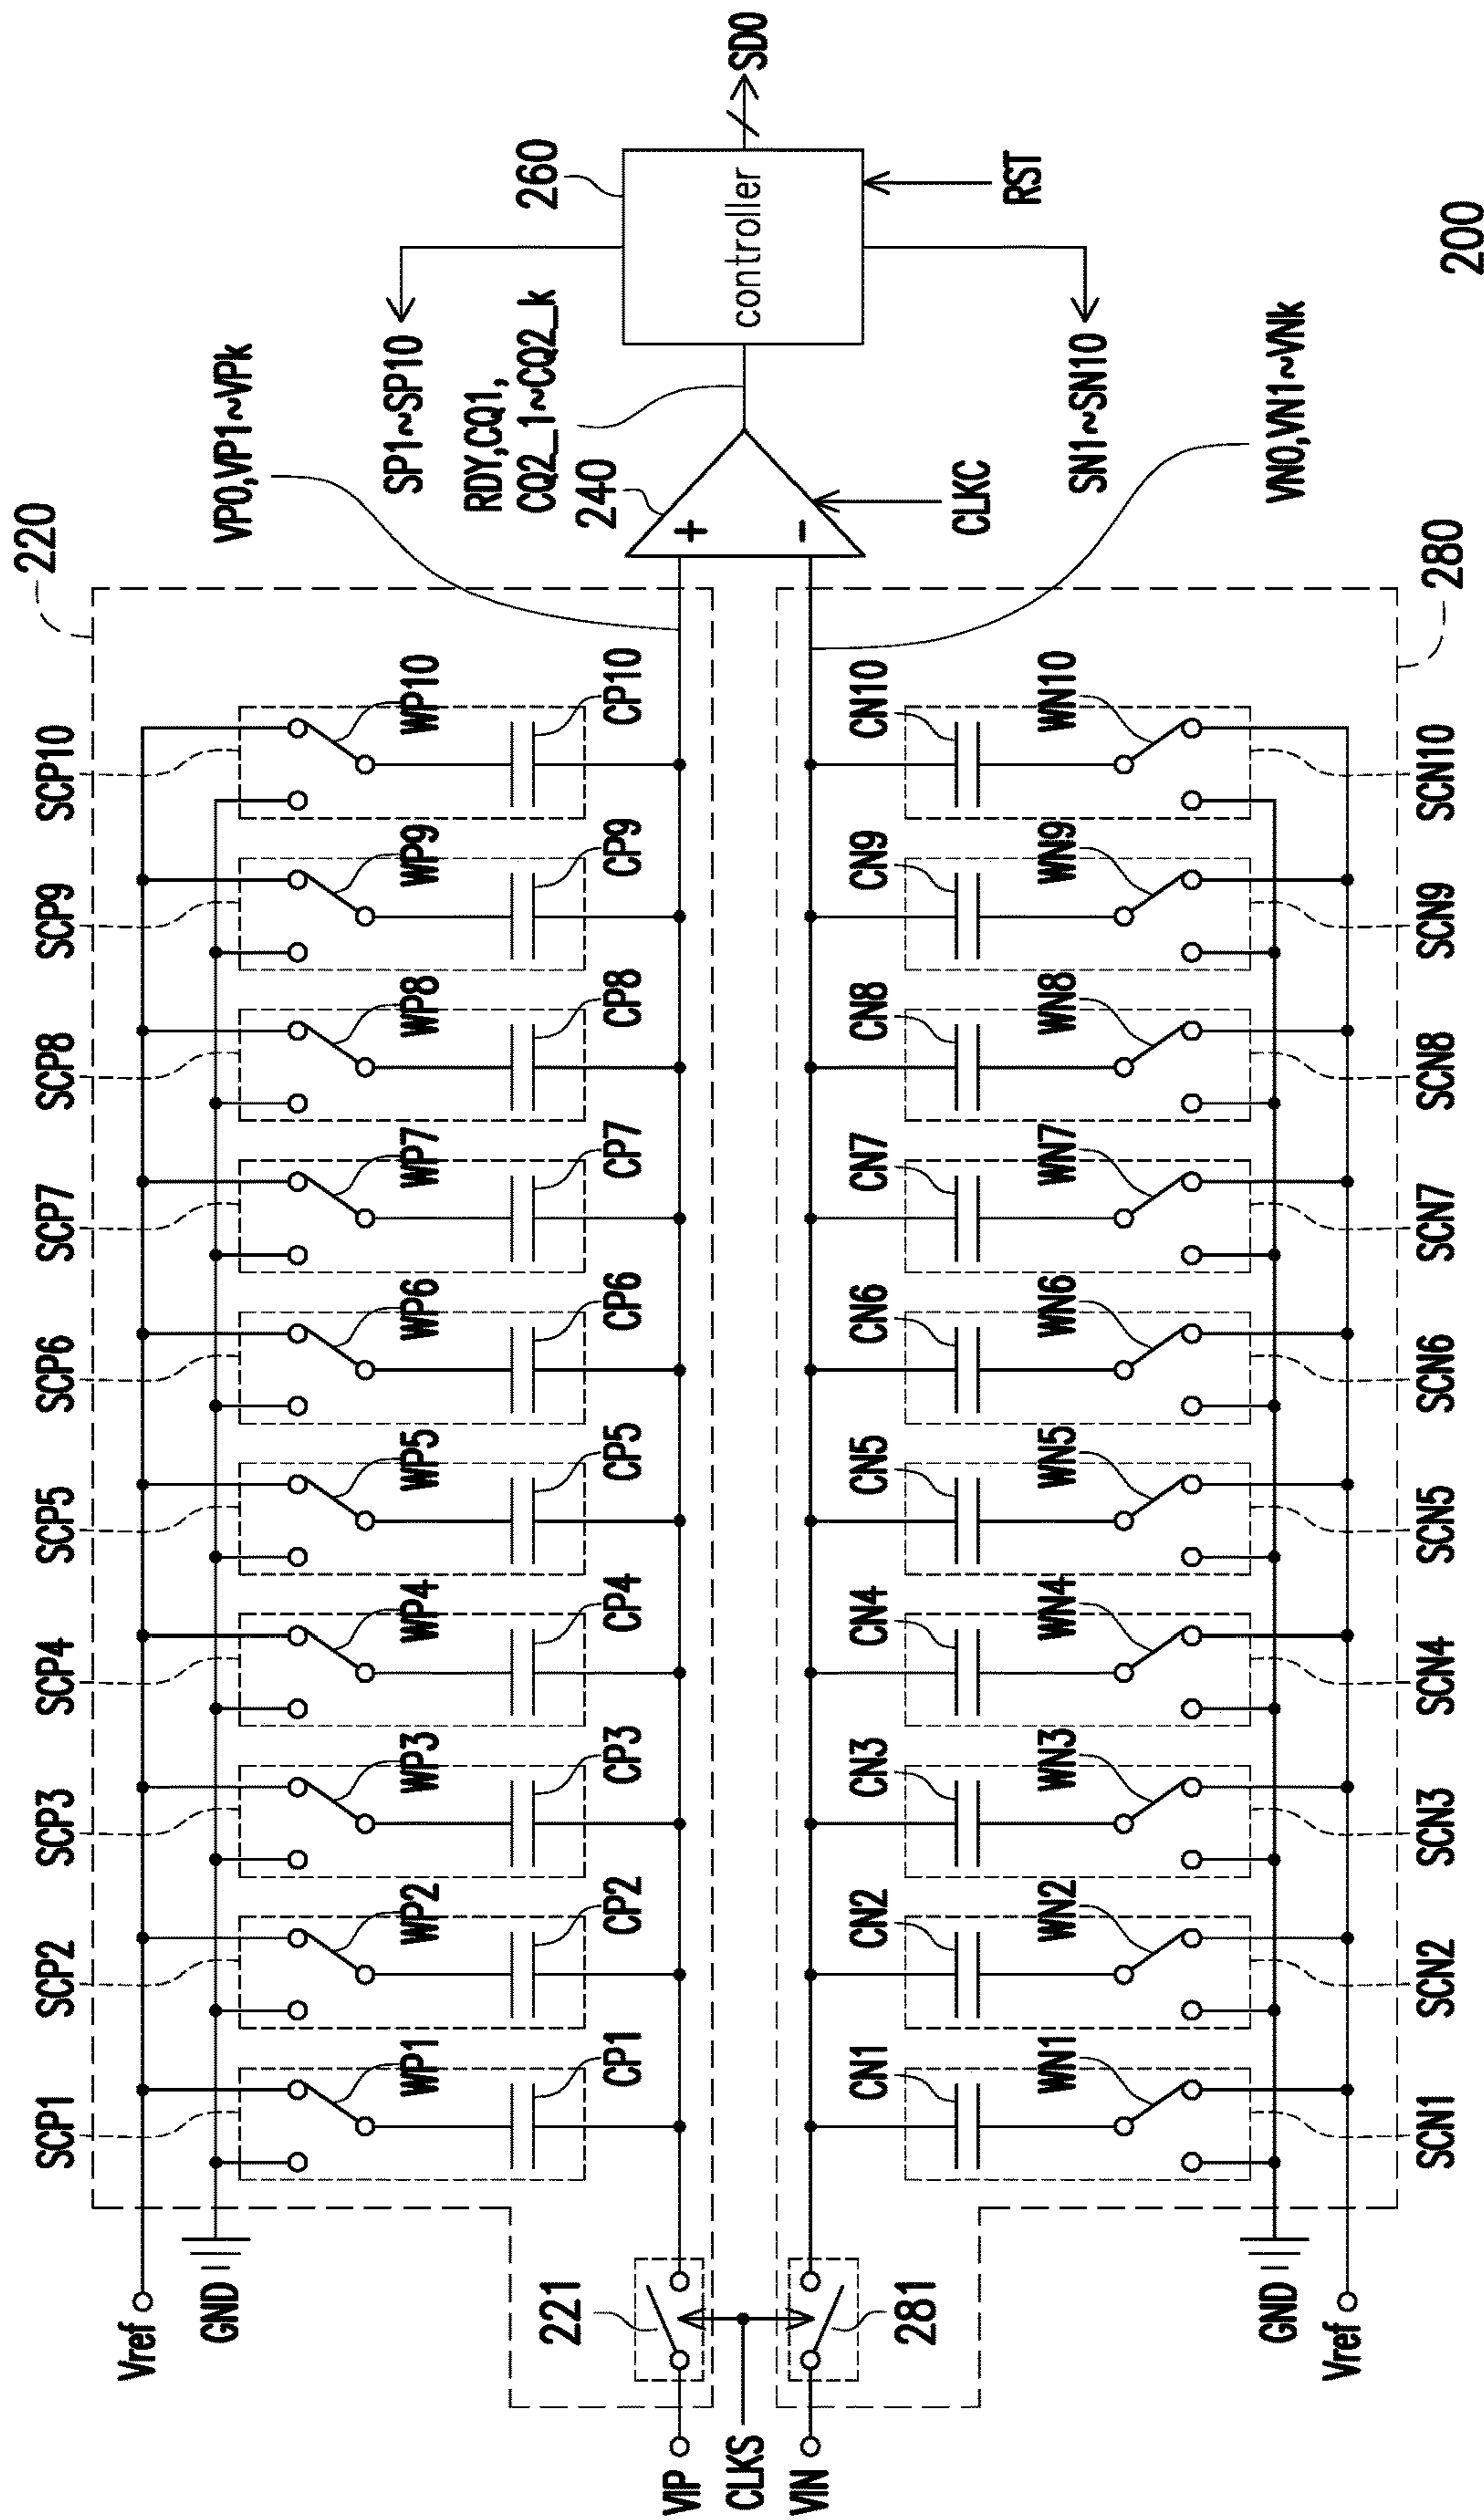 220
SCP1
SCP2
SCP3
SCP4
SCP5
SCP6
SCP7
SCP8
SCP9
SCP10
Vref
GND
WP1
WP2
WP3
WP4
WP5
WP6
WP7
WP8
WP9
WP10
CP1
CP2
CP3
CP4
CP5
CP6
CP7
CP8
CP9
CP10
VP0,VP1~VPk
SP1~SP10
RDY,CQ1,
CQ2_1~CQ2_k
260
240
221
VIP
CLKS
VIN
281
+
-
controller
SDO
CLKC
RST
CN1
CN2
CN3
CN4
CN5
CN6
CN7
CN8
CN9
CN10
WN1
WN2
WN3
WN4
WN5
WN6
WN7
WN8
WN9
WN10
SN1~SN10
VN0,VN1~VNk
GND
Vref
SCN1
SCN2
SCN3
SCN4
SCN5
SCN6
SCN7
SCN8
SCN9
SCN10
280
200